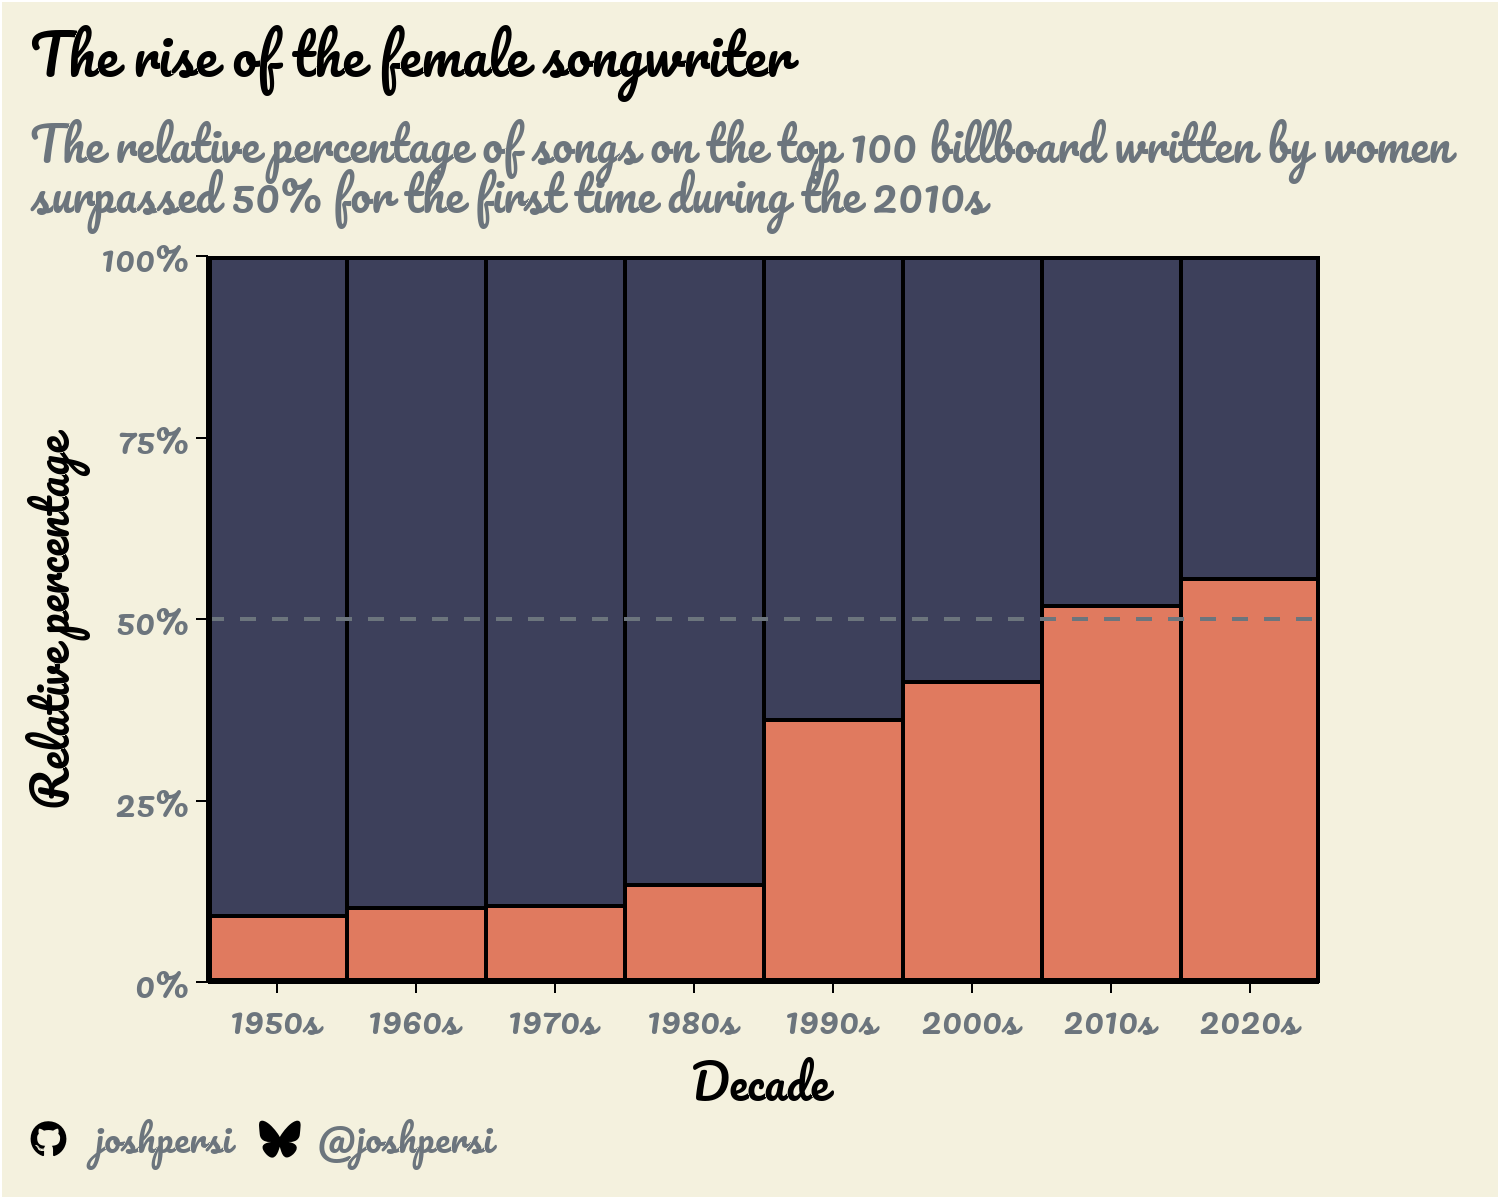 The rise of the female songwriter
The relative percentage of songs on the top 100 billboard written by women
surpassed 50% for the first time during the 2010s
100%
75%
50%
25%
0%
Relative percentage
1950s 1960s 1970s 1980s 1990s 2000s 2010s 2020s
Decade
joshpersi @joshpersi